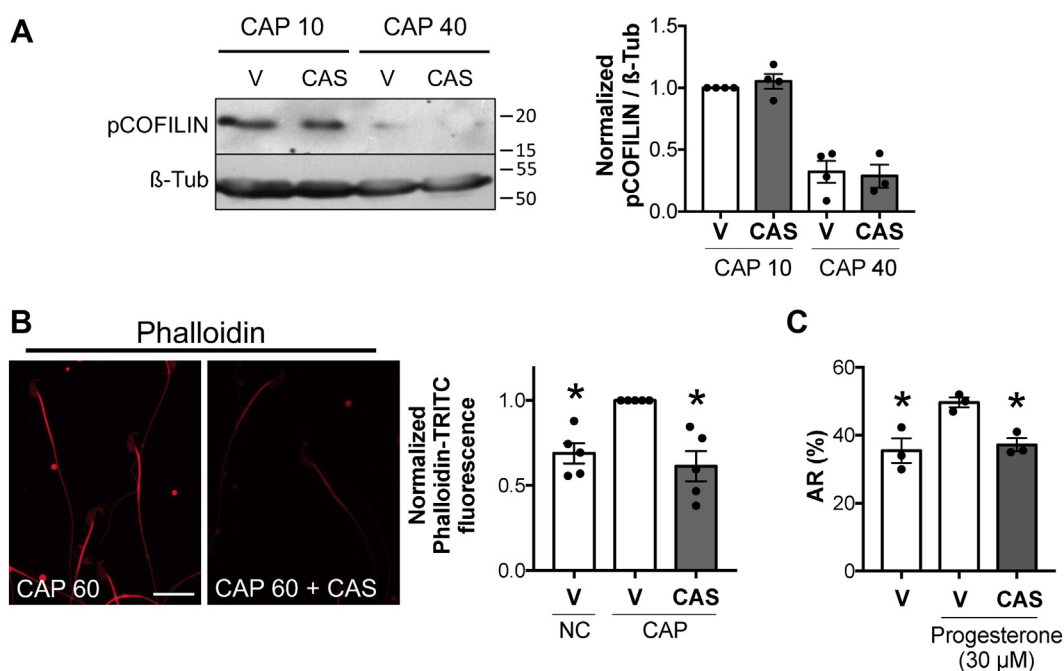 A
CAP 10 CAP 40
V CAS V CAS
pCOFILIN
ß-Tub
20
15
55
50
Normalized
pCOFILIN / ß-Tub
1.5
1.0
0.5
0.0
V CAS V CAS
CAP 10 CAP 40
B
Phalloidin
CAP 60
CAP 60 + CAS
Normalized
Phalloidin-TRITC
fluorescence
1.0
0.5
0.0
* *
V V CAS
NC CAP
C
AR (%)
60
40
20
0
* *
V V CAS
Progesterone
(30 µM)